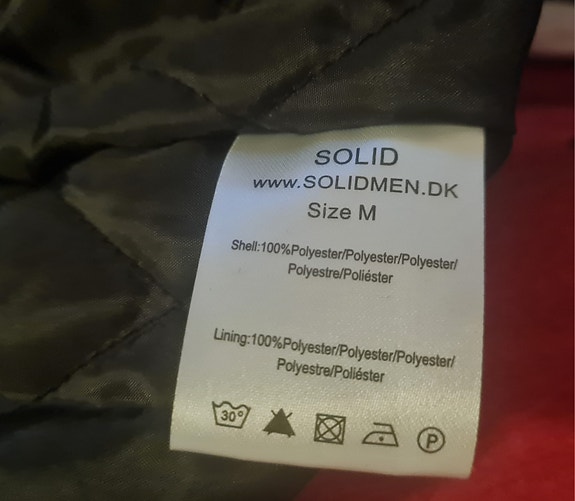 SOLID
www.SOLIDMEN.DK
Size M
Shell:100%Polyester/Polyester/Polyester/
Polyestre/Poliéster
Lining:100%Polyester/Polyester/Polyester/
Polyestre/Poliéster
30° P